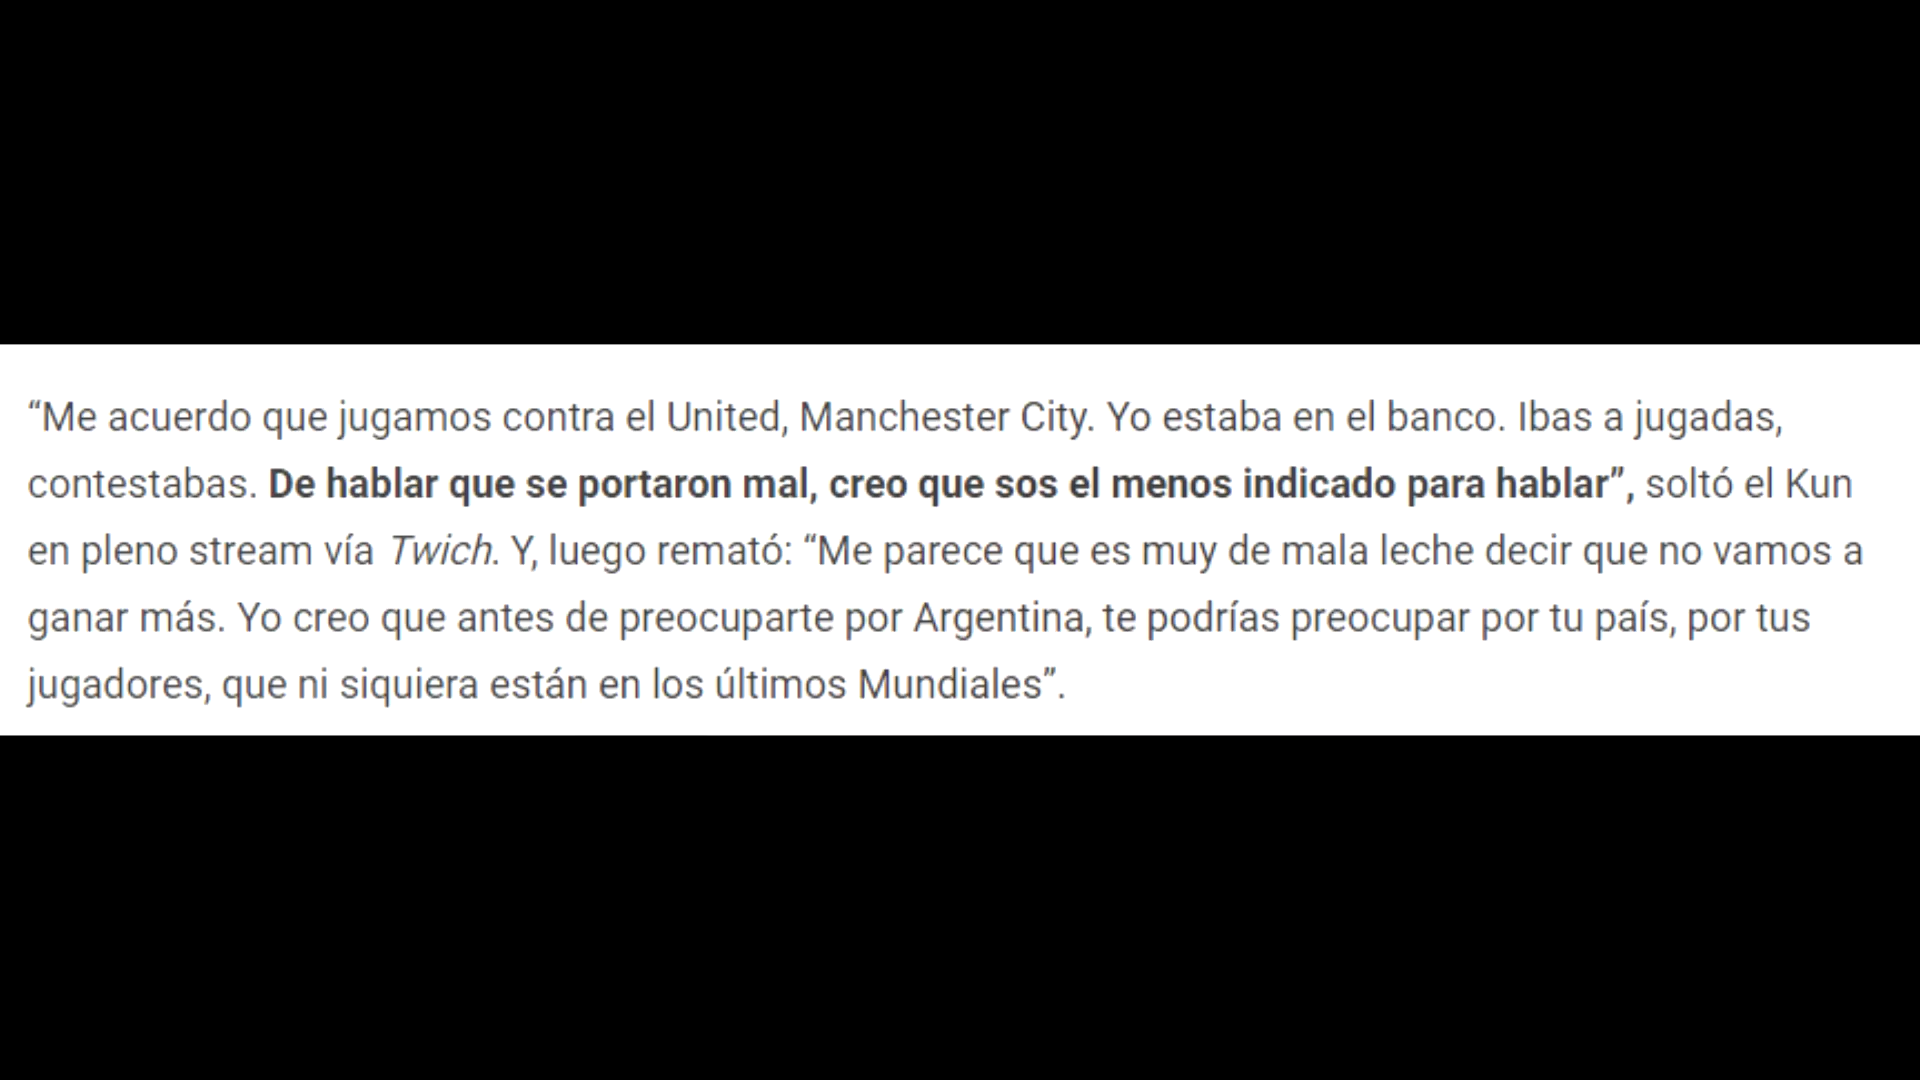 “Me acuerdo que jugamos contra el United, Manchester City. Yo estaba en el banco. Ibas a jugadas,
contestabas. De hablar que se portaron mal, creo que sos el menos indicado para hablar”, soltó el Kun
en pleno stream vía Twich. Y, luego remató: “Me parece que es muy de mala leche decir que no vamos a
ganar más. Yo creo que antes de preocuparte por Argentina, te podrías preocupar por tu país, por tus
jugadores, que ni siquiera están en los últimos Mundiales”.